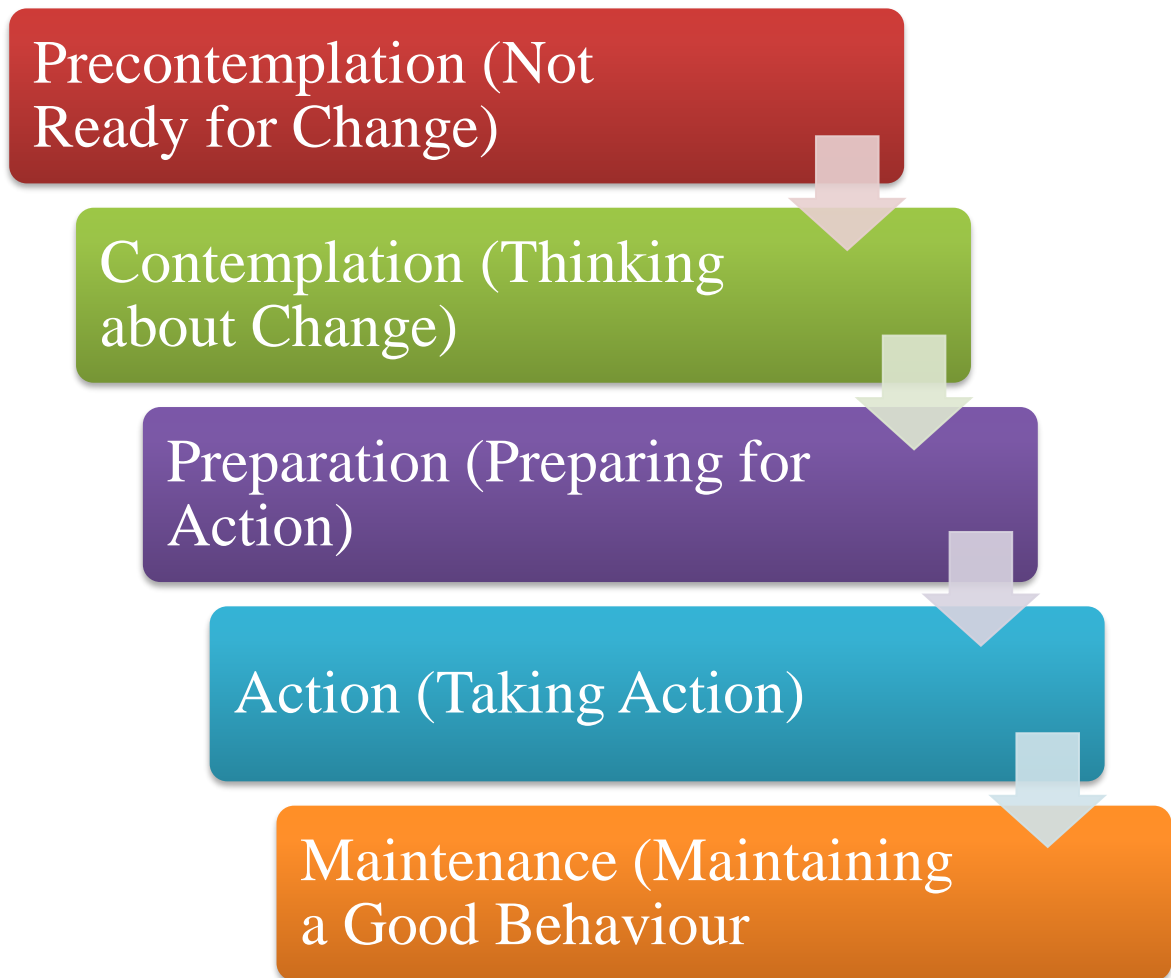 Precontemplation (Not
Ready for Change)
Contemplation (Thinking
about Change)
Preparation (Preparing for
Action)
Action (Taking Action)
Maintenance (Maintaining
a Good Behaviour